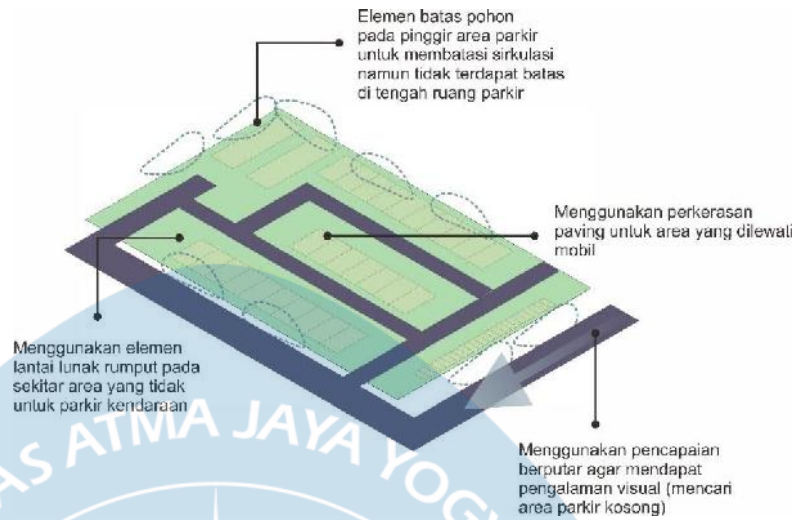 Elemen batas pohon
pada pinggir area parkir
untuk membatasi sirkulasi
namun tidak terdapat batas
di tengah ruang parkir
Menggunakan perkerasan
paving untuk area yang dilewati
mobil
Menggunakan elemen
lantai lunak rumput pada
sekitar area yang tidak
untuk parkir kendaraan
AS ATMA JAYA YOG
Menggunakan pencapaian
berputar agar mendapat
pengalaman visual (mencari
area parkir kosong)